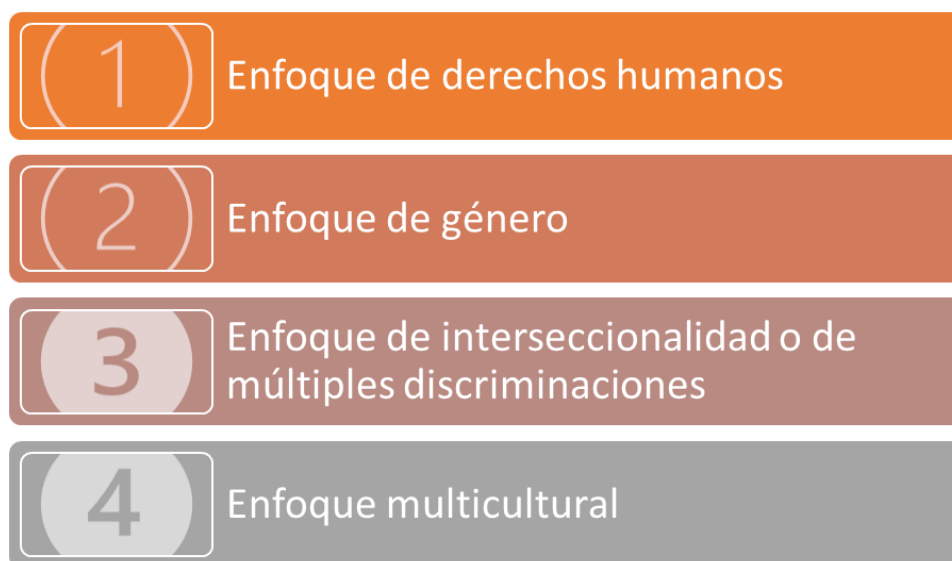 1
Enfoque de derechos humanos
2
Enfoque de género
3
Enfoque de interseccionalidad o de
múltiples discriminaciones
4
Enfoque multicultural